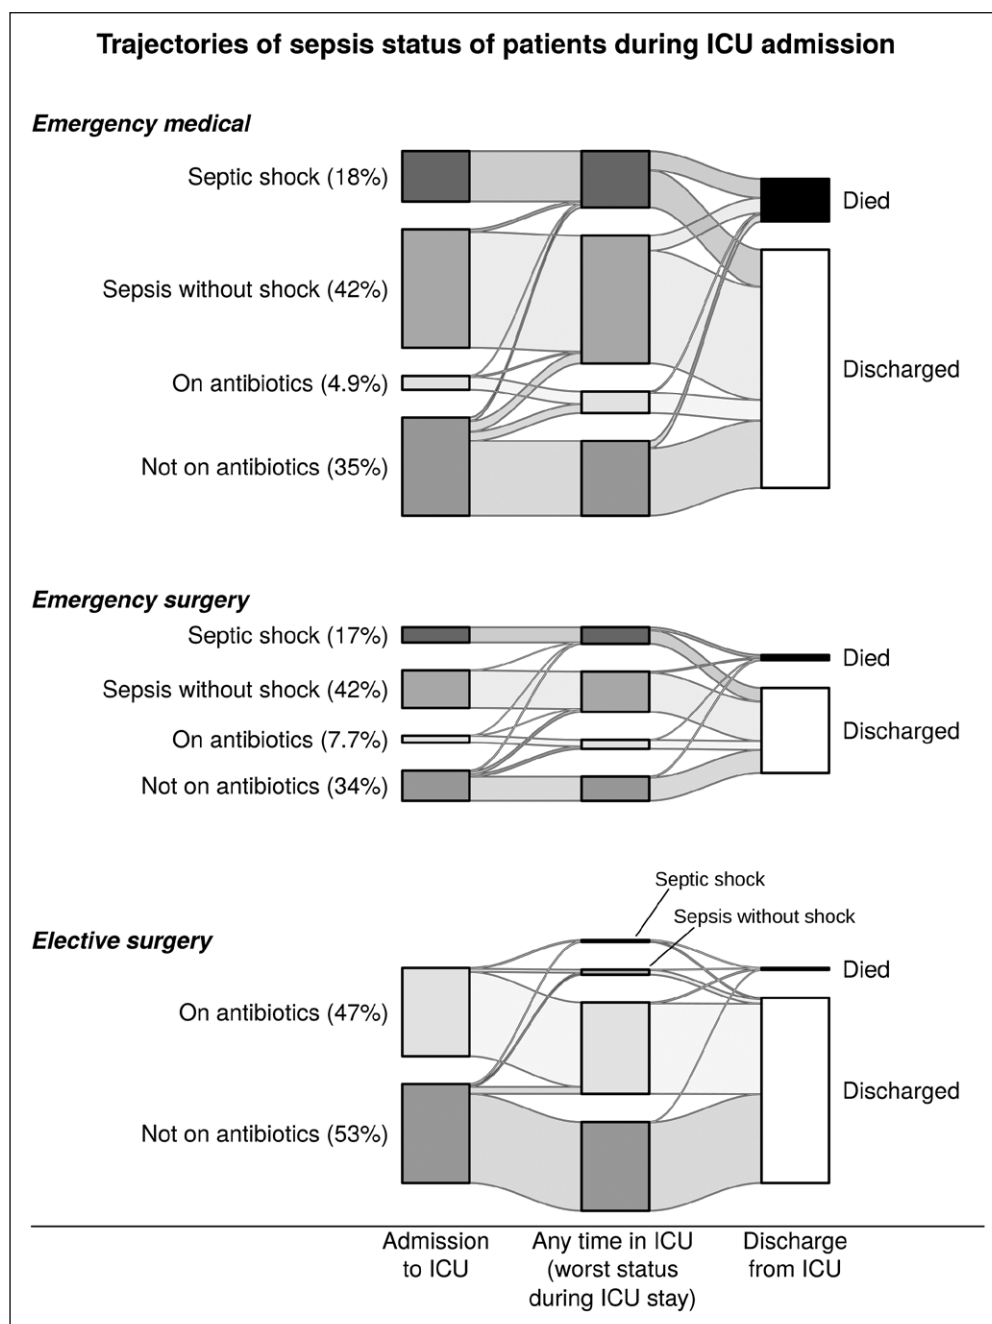 Trajectories of sepsis status of patients during ICU admission
Emergency medical
Septic shock (18%)
Sepsis without shock (42%)
On antibiotics (4.9%)
Not on antibiotics (35%)
Died
Discharged
Emergency surgery
Septic shock (17%)
Sepsis without shock (42%)
On antibiotics (7.7%)
Not on antibiotics (34%)
Died
Discharged
Elective surgery
Septic shock
Sepsis without shock
On antibiotics (47%)
Not on antibiotics (53%)
Died
Discharged
Admission
to ICU
Any time in ICU
(worst status
during ICU stay)
Discharge
from ICU